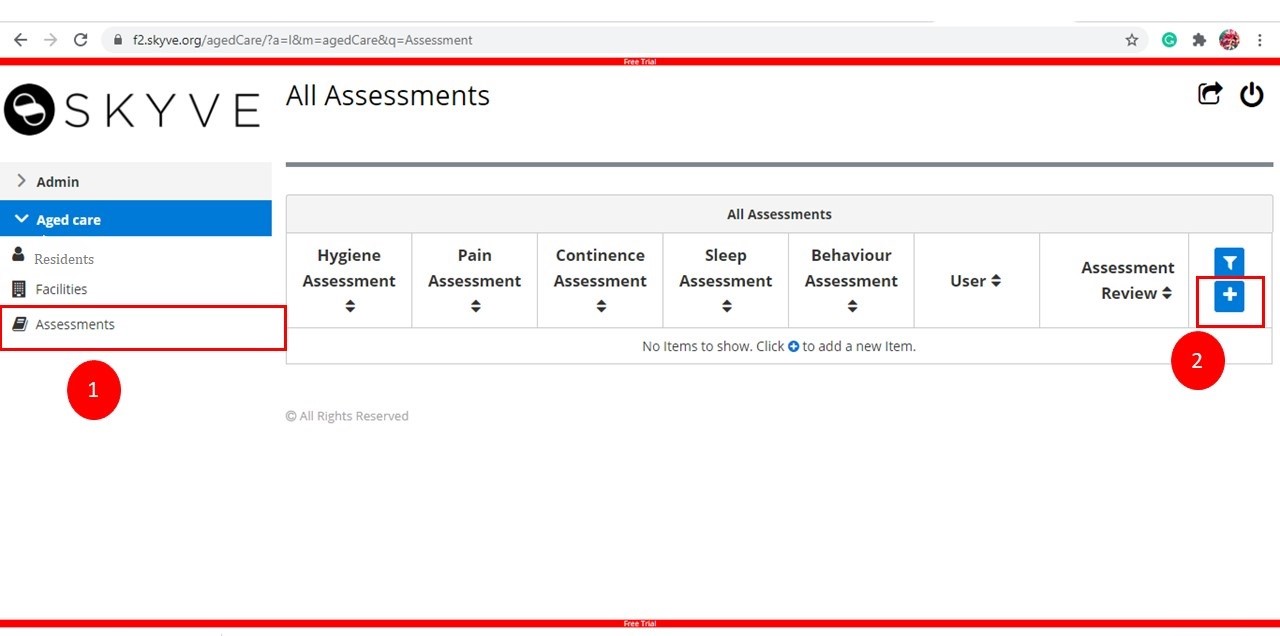 f2.skyve.org/agedCare/?a=l&m=agedCare&q=Assessment
Free Trial
SKYVE
All Assessments
Admin
Aged care
Residents
Facilities
Assessments
1
All Assessments
Hygiene
Assessment
Pain
Assessment
Continence
Assessment
Sleep
Assessment
Behaviour
Assessment
User
Assessment
Review
No Items to show. Click to add a new Item.
2
© All Rights Reserved
Free Trial